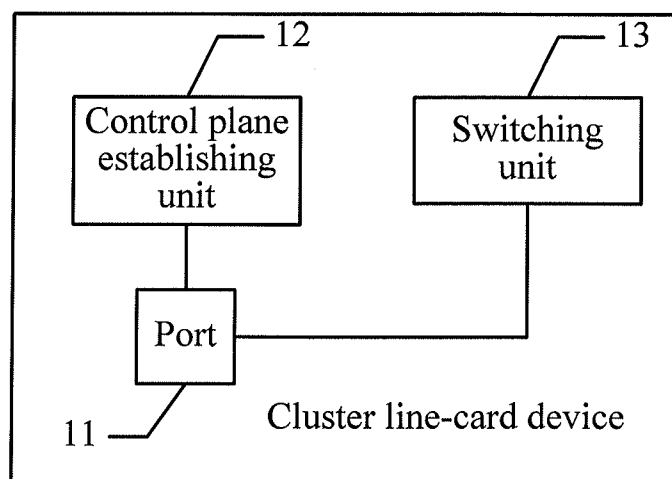 12
13
Control plane
establishing
unit
Switching
unit
Port
11
Cluster line-card device